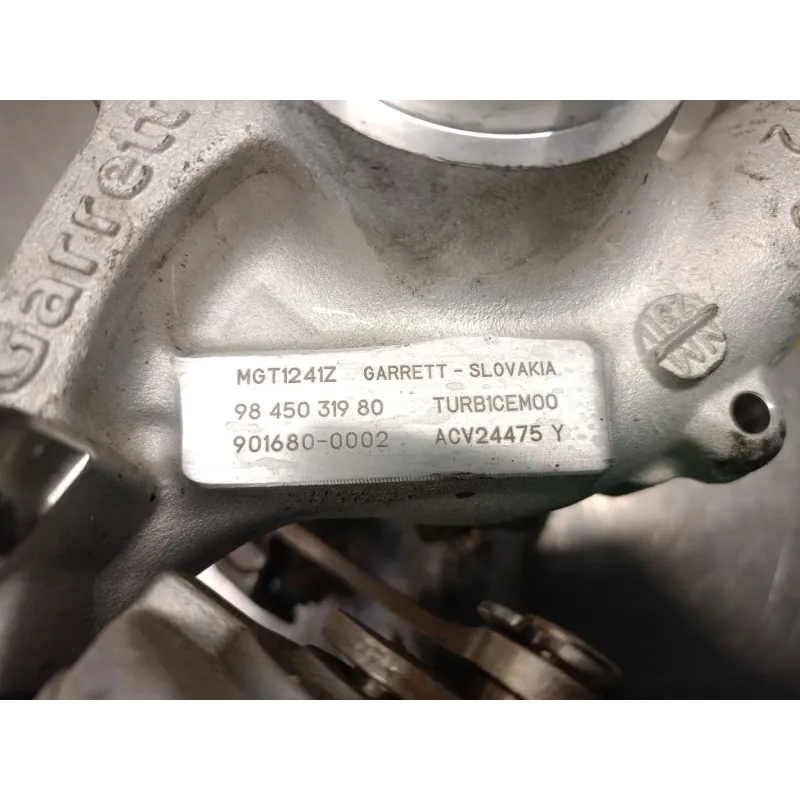 Garrett
MGT1241Z GARRETT - SLOVAKIA
98 450 319 80 TURB1CEM00
901680-0002 ACV24475 Y